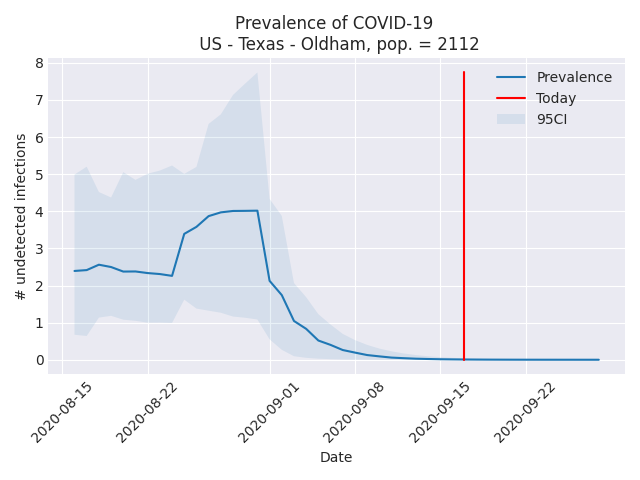 Prevalence of COVID-19
US - Texas - Oldham, pop. = 2112
8
7
6
5
4
3
2
1
0
# undetected infections
Prevalence
Today
95CI
2020-08-15
2020-08-22
2020-09-01
2020-09-08
2020-09-15
2020-09-22
Date